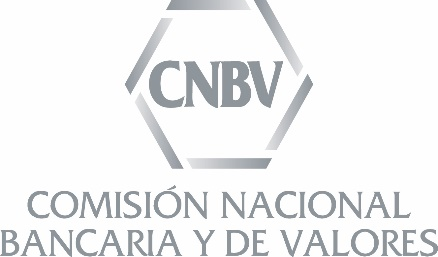 CNBV
COMISIÓN NACIONAL
BANCARIA Y DE VALORES